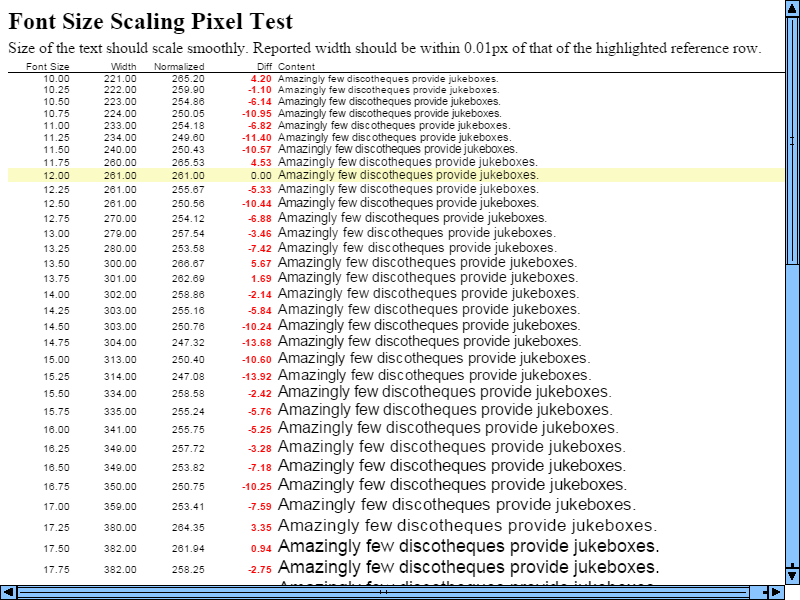 Font Size Scaling Pixel Test
Size of the text should scale smoothly. Reported width should be within 0.01px of that of the highlighted reference row.
Font Size Width Normalized Diff Content
10.00 221.00 265.20 4.20 Amazingly few discotheques provide jukeboxes.
10.25 222.00 259.90 -1.10 Amazingly few discotheques provide jukeboxes.
10.50 223.00 254.86 -6.14 Amazingly few discotheques provide jukeboxes.
10.75 224.00 250.05 -10.95 Amazingly few discotheques provide jukeboxes.
11.00 233.00 254.18 -6.82 Amazingly few discotheques provide jukeboxes.
11.25 234.00 249.60 -11.40 Amazingly few discotheques provide jukeboxes.
11.50 240.00 250.43 -10.57 Amazingly few discotheques provide jukeboxes.
11.75 260.00 265.53 4.53 Amazingly few discotheques provide jukeboxes.
12.00 261.00 261.00 0.00 Amazingly few discotheques provide jukeboxes.
12.25 261.00 255.67 -5.33 Amazingly few discotheques provide jukeboxes.
12.50 261.00 250.56 -10.44 Amazingly few discotheques provide jukeboxes.
12.75 270.00 254.12 -6.88 Amazingly few discotheques provide jukeboxes.
13.00 279.00 257.54 -3.46 Amazingly few discotheques provide jukeboxes.
13.25 280.00 253.58 -7.42 Amazingly few discotheques provide jukeboxes.
13.50 300.00 266.67 5.67 Amazingly few discotheques provide jukeboxes.
13.75 301.00 262.69 1.69 Amazingly few discotheques provide jukeboxes.
14.00 302.00 258.86 -2.14 Amazingly few discotheques provide jukeboxes.
14.25 303.00 255.16 -5.84 Amazingly few discotheques provide jukeboxes.
14.50 303.00 250.76 -10.24 Amazingly few discotheques provide jukeboxes.
14.75 304.00 247.32 -13.68 Amazingly few discotheques provide jukeboxes.
15.00 313.00 250.40 -10.60 Amazingly few discotheques provide jukeboxes.
15.25 314.00 247.08 -13.92 Amazingly few discotheques provide jukeboxes.
15.50 334.00 258.58 -2.42 Amazingly few discotheques provide jukeboxes.
15.75 335.00 255.24 -5.76 Amazingly few discotheques provide jukeboxes.
16.00 341.00 255.75 -5.25 Amazingly few discotheques provide jukeboxes.
16.25 349.00 257.72 -3.28 Amazingly few discotheques provide jukeboxes.
16.50 349.00 253.82 -7.18 Amazingly few discotheques provide jukeboxes.
16.75 350.00 250.75 -10.25 Amazingly few discotheques provide jukeboxes.
17.00 359.00 253.41 -7.59 Amazingly few discotheques provide jukeboxes.
17.25 380.00 264.35 3.35 Amazingly few discotheques provide jukeboxes.
17.50 382.00 261.94 0.94 Amazingly few discotheques provide jukeboxes.
17.75 382.00 258.25 -2.75 Amazingly few discotheques provide jukeboxes.